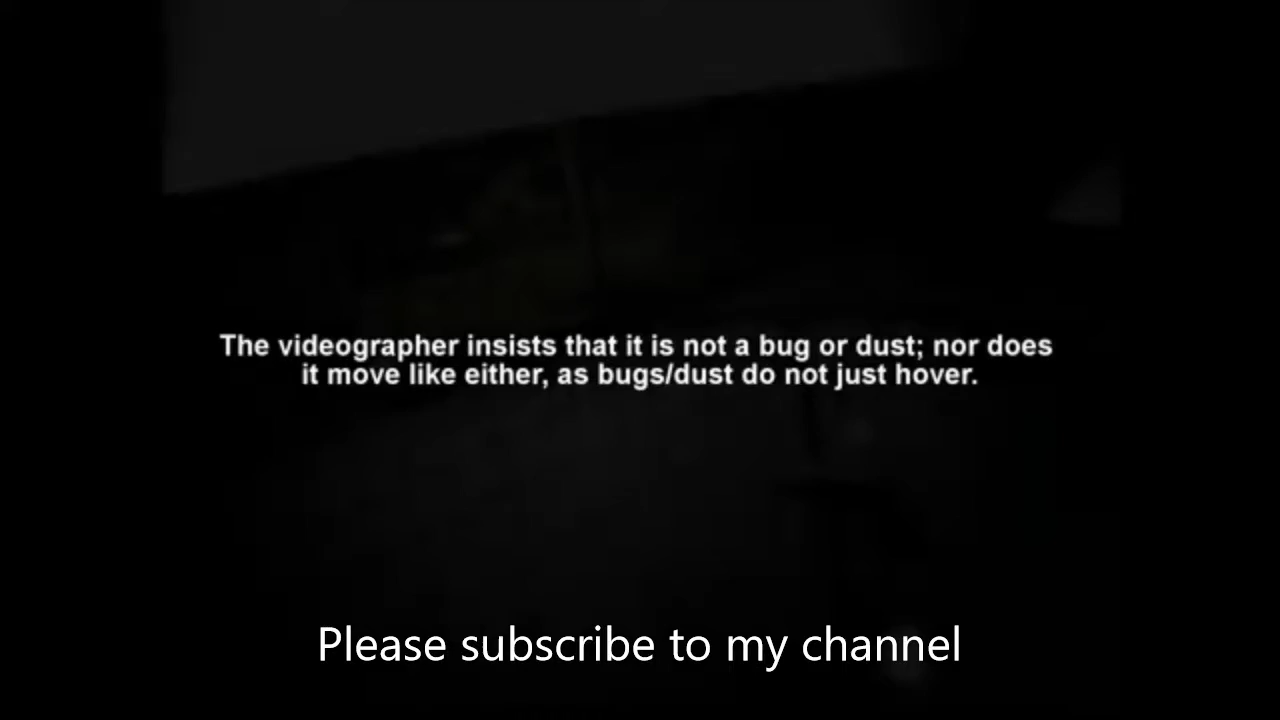 The videographer insists that it is not a bug or dust; nor does
it move like either, as bugs/dust do not just hover.
Please subscribe to my channel